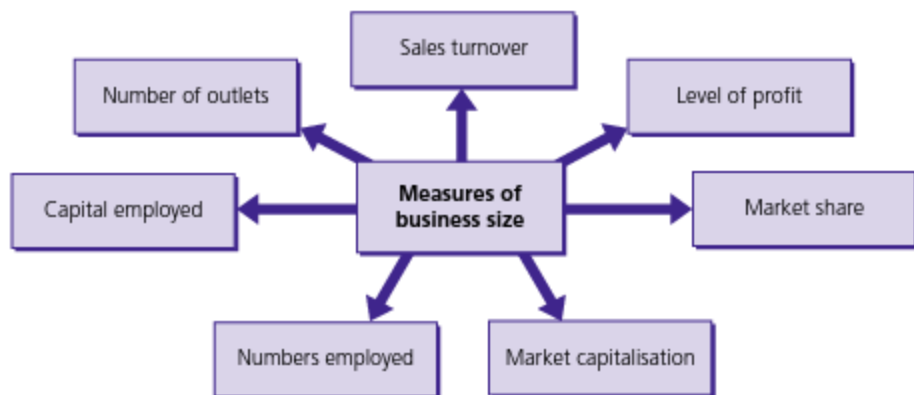 Sales turnover
Number of outlets
Level of profit
Measures of
business size
Capital employed
Market share
Numbers employed
Market capitalisation